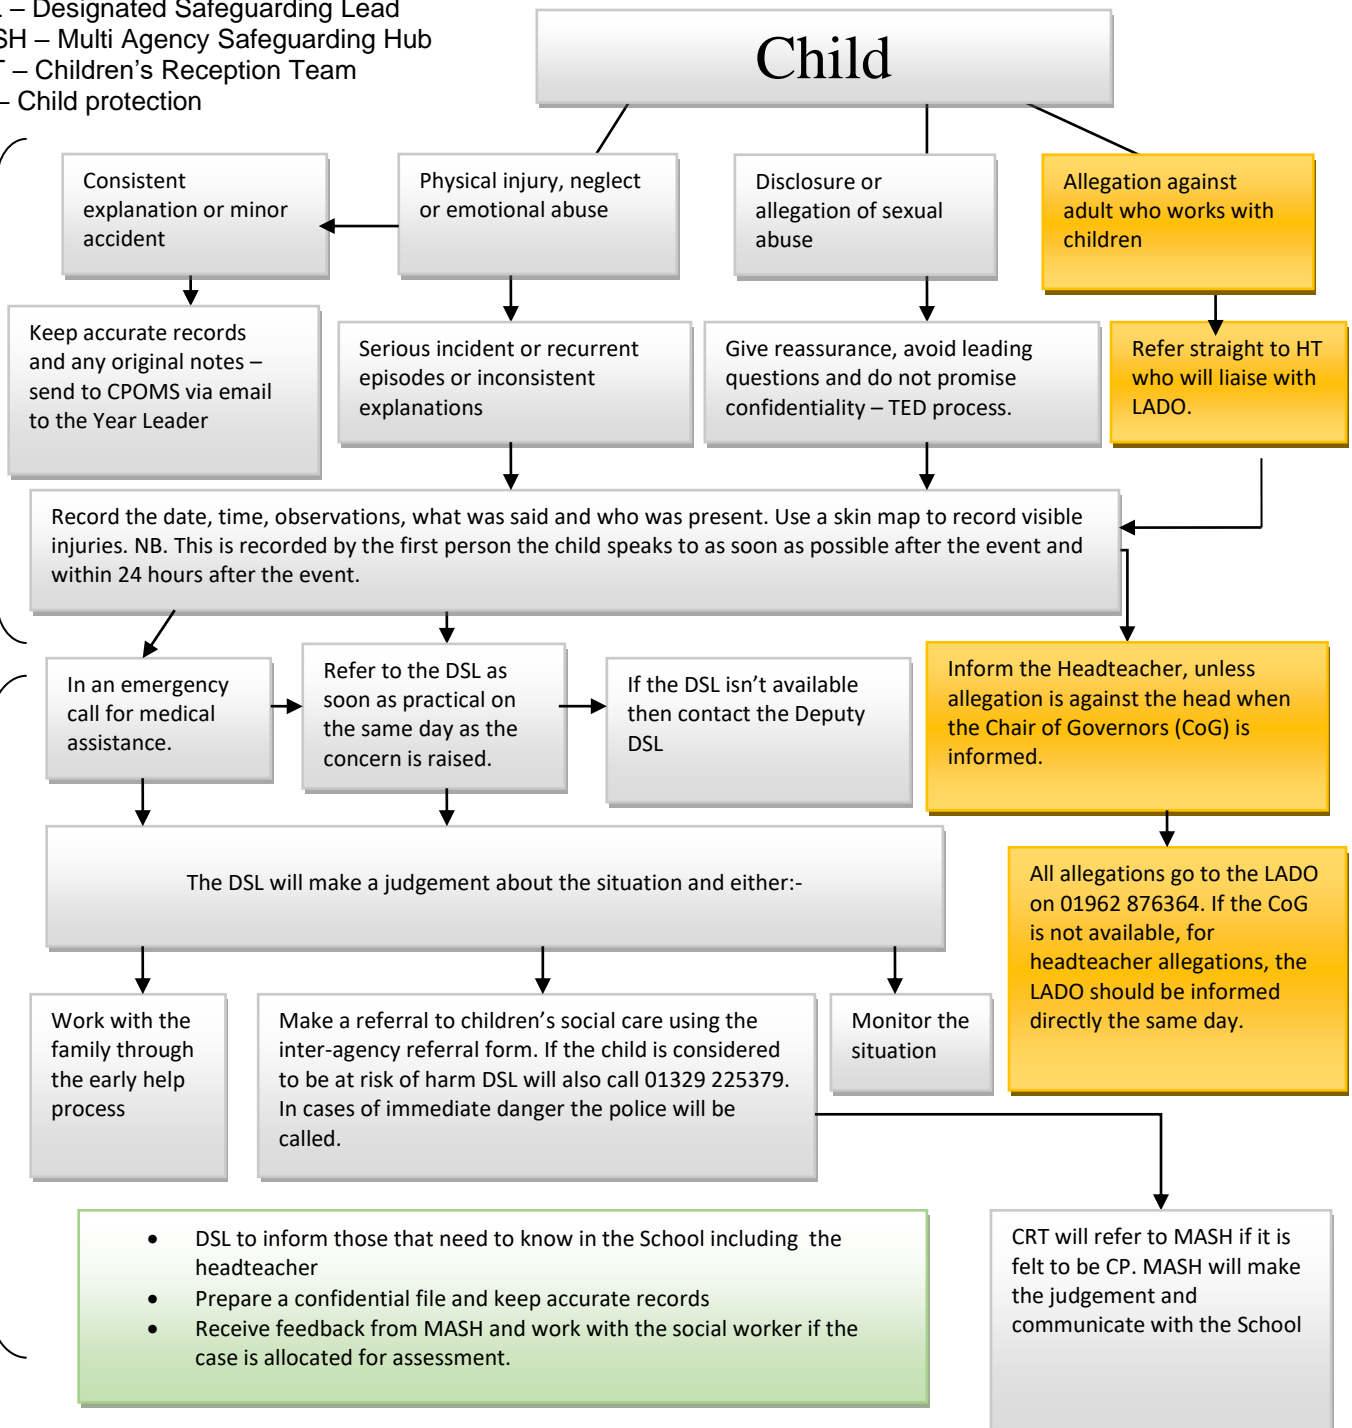 – Designated Safeguarding Lead
SH – Multi Agency Safeguarding Hub
T – Children's Reception Team
– Child protection
Child
Consistent
explanation or minor
accident
Physical injury, neglect
or emotional abuse
Disclosure or
allegation of sexual
abuse
Allegation against
adult who works with
children
Keep accurate records
and any original notes –
send to CPOMS via email
to the Year Leader
Serious incident or recurrent
episodes or inconsistent
explanations
Give reassurance, avoid leading
questions and do not promise
confidentiality – TED process.
Refer straight to HT
who will liaise with
LADO.
Record the date, time, observations, what was said and who was present. Use a skin map to record visible
injuries. NB. This is recorded by the first person the child speaks to as soon as possible after the event and
within 24 hours after the event.
In an emergency
call for medical
assistance.
Refer to the DSL as
soon as practical on
the same day as the
concern is raised.
If the DSL isn't available
then contact the Deputy
DSL
Inform the Headteacher, unless
allegation is against the head when
the Chair of Governors (CoG) is
informed.
The DSL will make a judgement about the situation and either:-
All allegations go to the LADO
on 01962 876364. If the CoG
is not available, for
headteacher allegations, the
LADO should be informed
directly the same day.
Work with the
family through
the early help
process
Make a referral to children's social care using the
inter-agency referral form. If the child is considered
to be at risk of harm DSL will also call 01329 225379.
In cases of immediate danger the police will be
called.
Monitor the
situation
• DSL to inform those that need to know in the School including the
headteacher
• Prepare a confidential file and keep accurate records
• Receive feedback from MASH and work with the social worker if the
case is allocated for assessment.
CRT will refer to MASH if it is
felt to be CP. MASH will make
the judgement and
communicate with the School